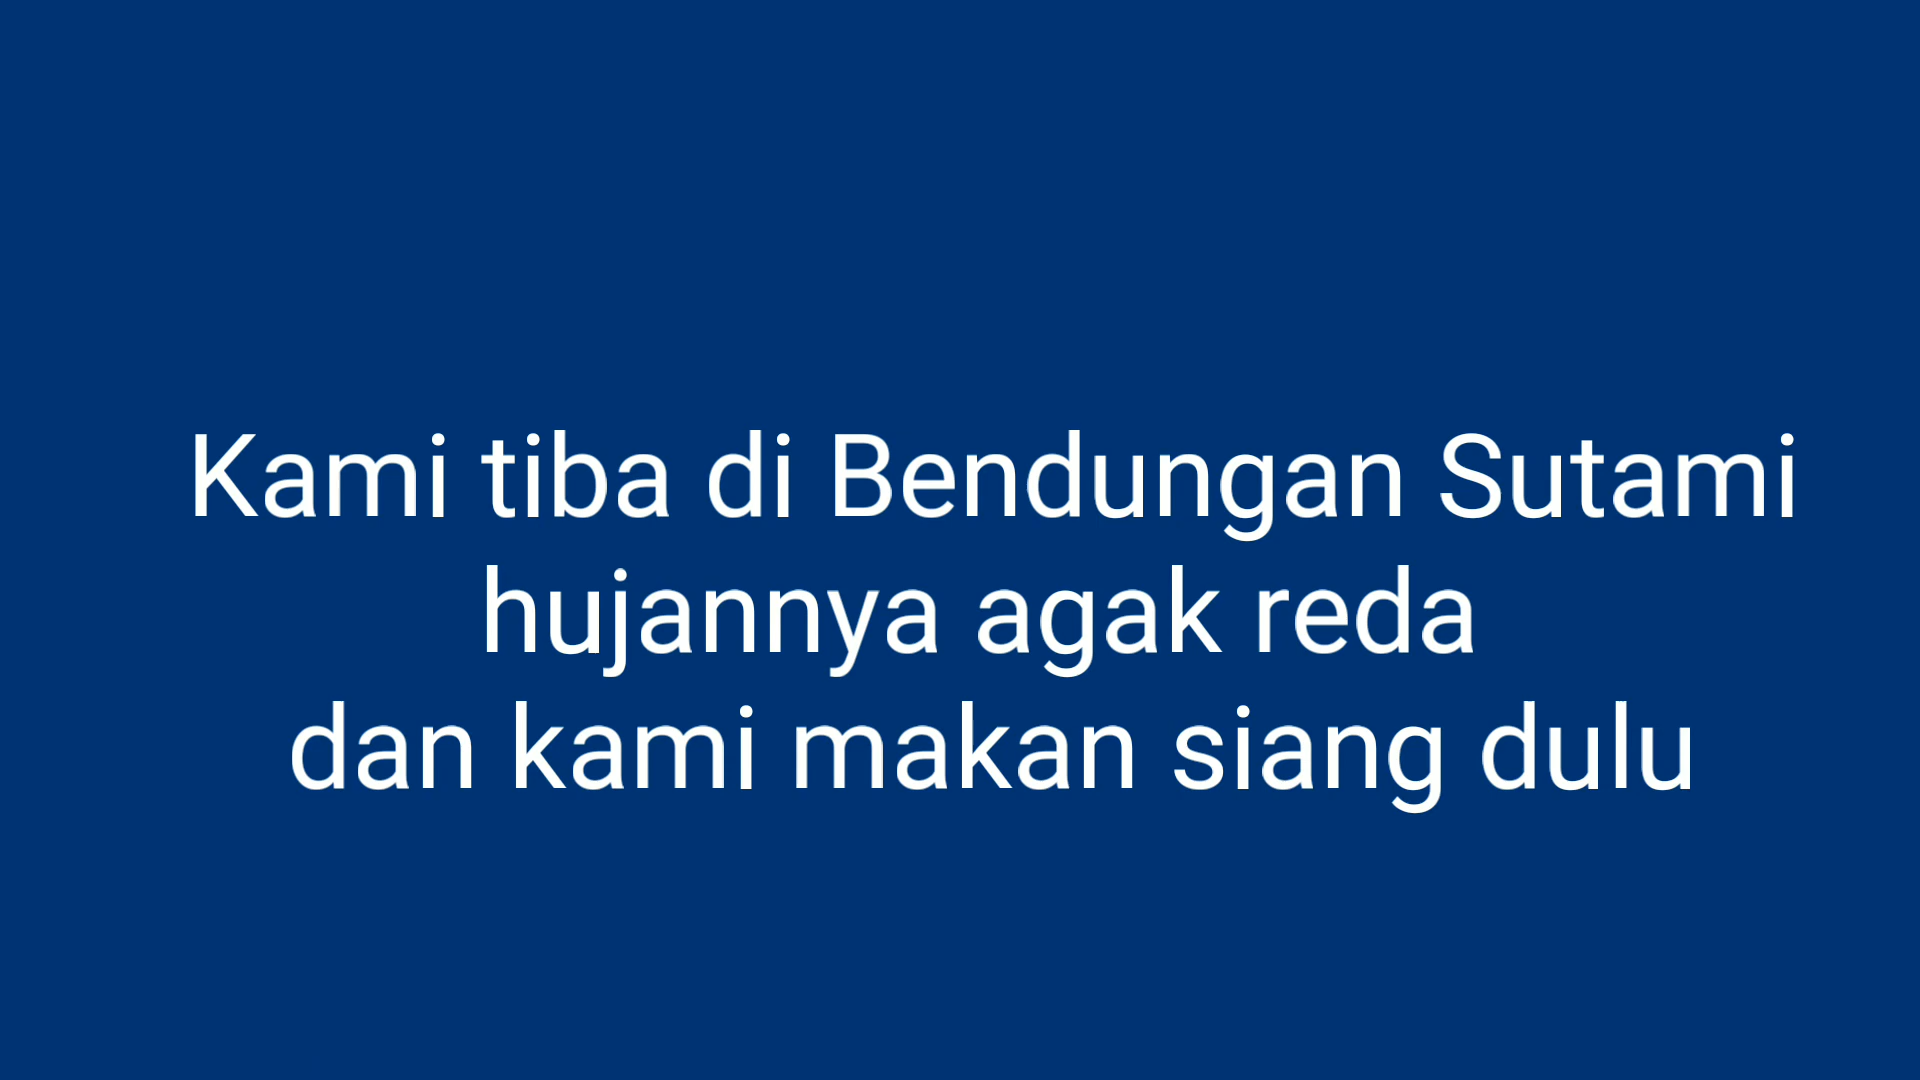 Kami tiba di Bendungan Sutami
hujannya agak reda
dan kami makan siang dulu